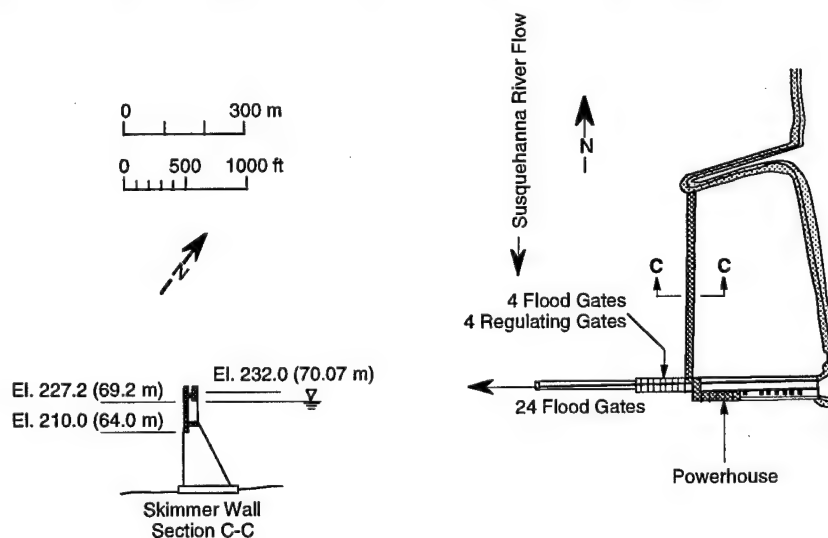 0 300 m
0 500 1000 ft
N
El. 227.2 (69.2 m)
El. 232.0 (70.07 m)
El. 210.0 (64.0 m)
Skimmer Wall
Section C-C
Susquehanna River Flow
N
C C
4 Flood Gates
4 Regulating Gates
24 Flood Gates
Powerhouse